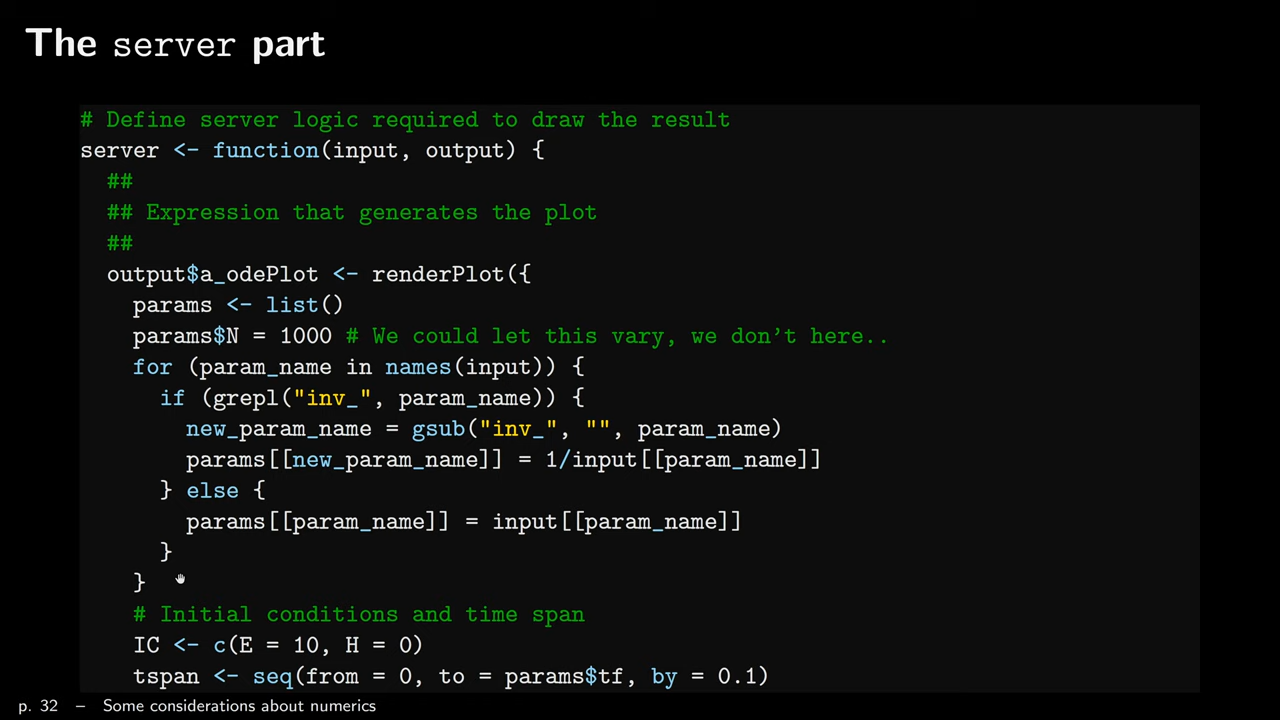 The server part
# Define server logic required to draw the result
server <- function(input, output) {
##
## Expression that generates the plot
##
output$a_odePlot <- renderPlot({
params <- list()
params$N = 1000 # We could let this vary, we don't here..
for (param_name in names(input)) {
if (grepl("inv_", param_name)) {
new_param_name = gsub("inv_", "", param_name)
params[[new_param_name]] = 1/input[[param_name]]
} else {
params[[param_name]] = input[[param_name]]
}
}
# Initial conditions and time span
IC <- c(E = 10, H = 0)
tspan <- seq(from = 0, to = params$tf, by = 0.1)
p. 32 – Some considerations about numerics